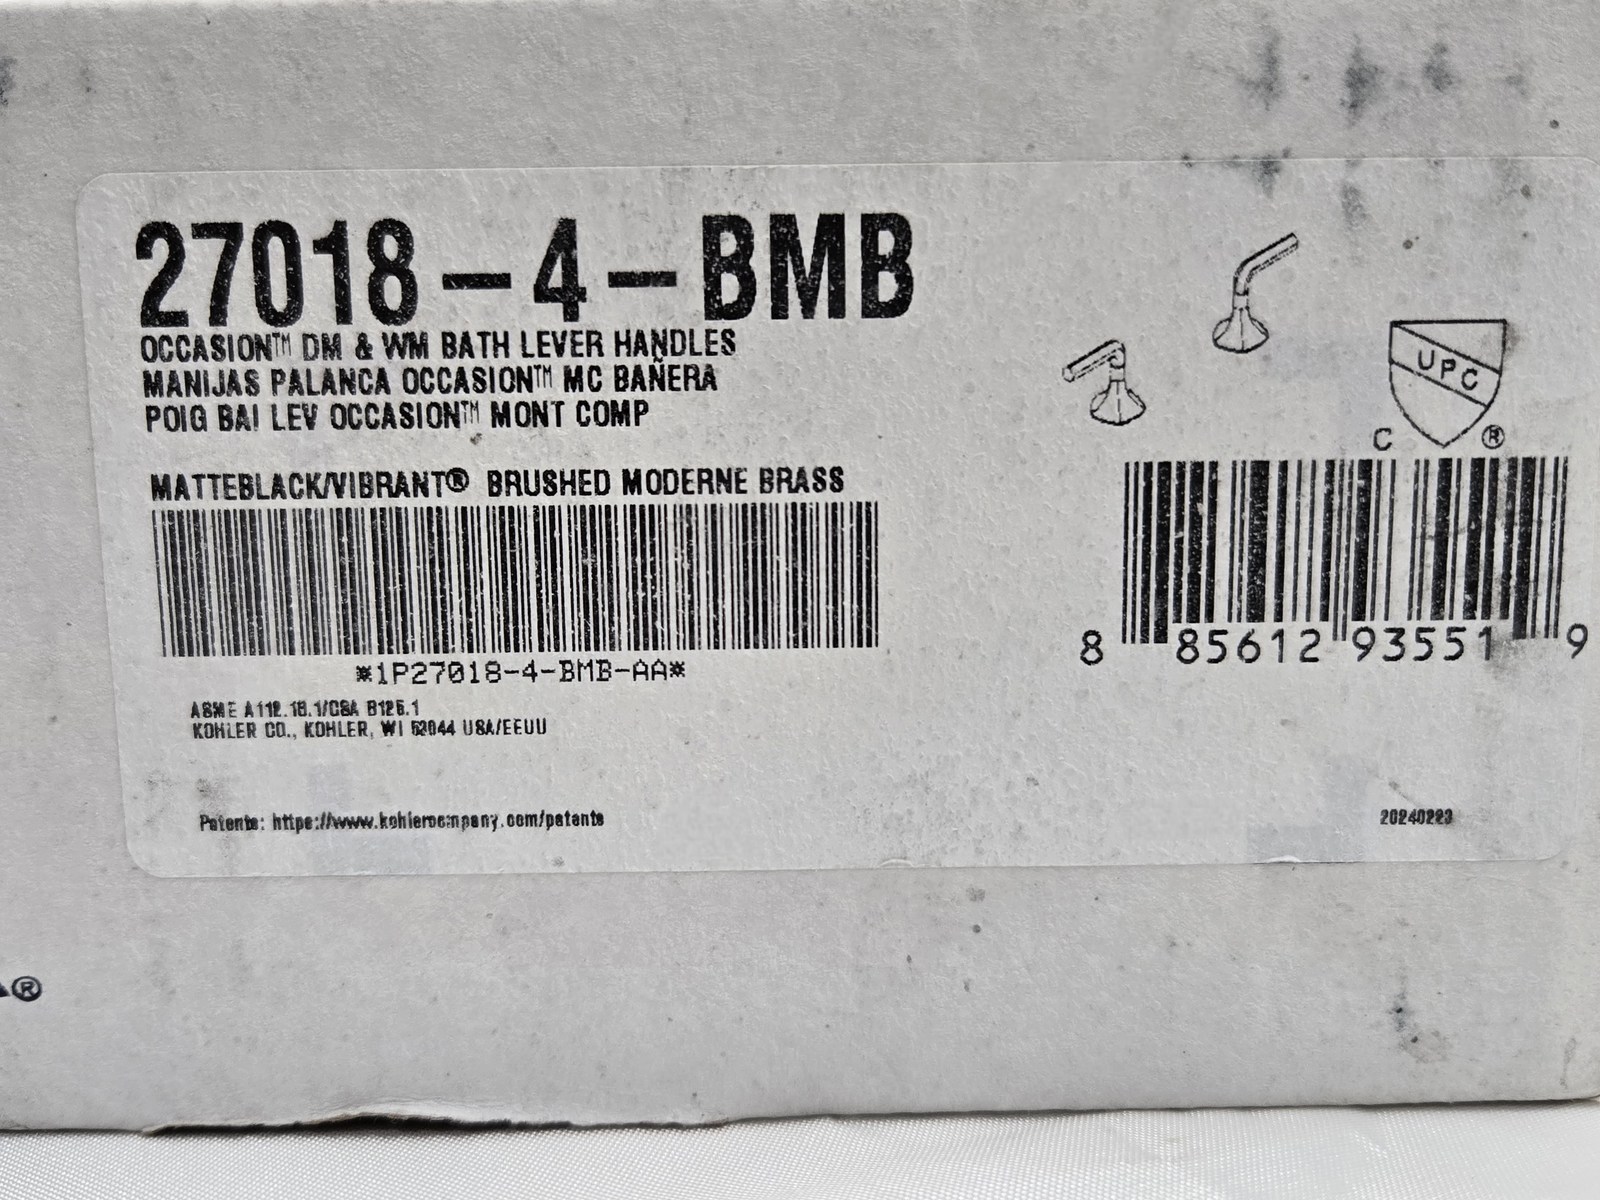 27018-4-BMB
OCCASION™ DM & WM BATH LEVER HANDLES
MANIJAS PALANCA OCCASION™ MC BAÑERA
POIG BAI LEV OCCASION™ MONT COMP
MATTEBLACK/VIBRANT® BRUSHED MODERNE BRASS
*1P27018-4-BMB-AA*
ASME A112.18.1/CSA B125.1
KOHLER CO., KOHLER, WI 53044 USA/EEUU
Patents: https://www.kohlercompany.com/patents
UPC
C ®
8 85612 93551 9
20240223
®